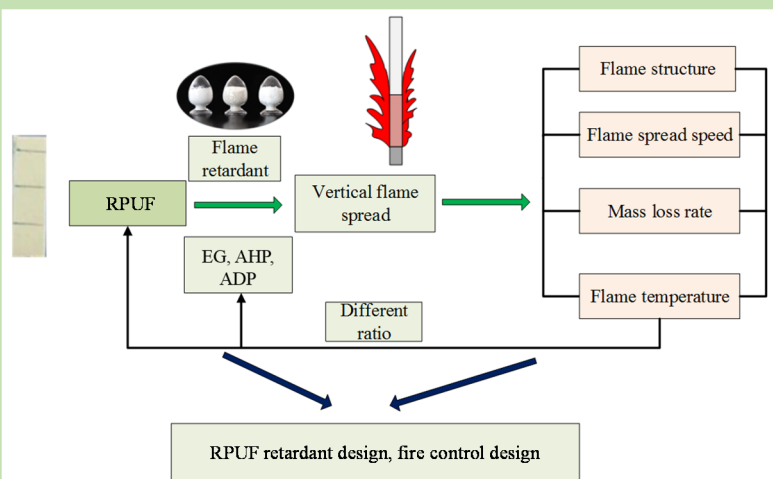 Flame
retardant
RPUF
EG, AHP,
ADP
Vertical flame
spread
Different
ratio
Flame structure
Flame spread speed
Mass loss rate
Flame temperature
RPUF retardant design, fire control design